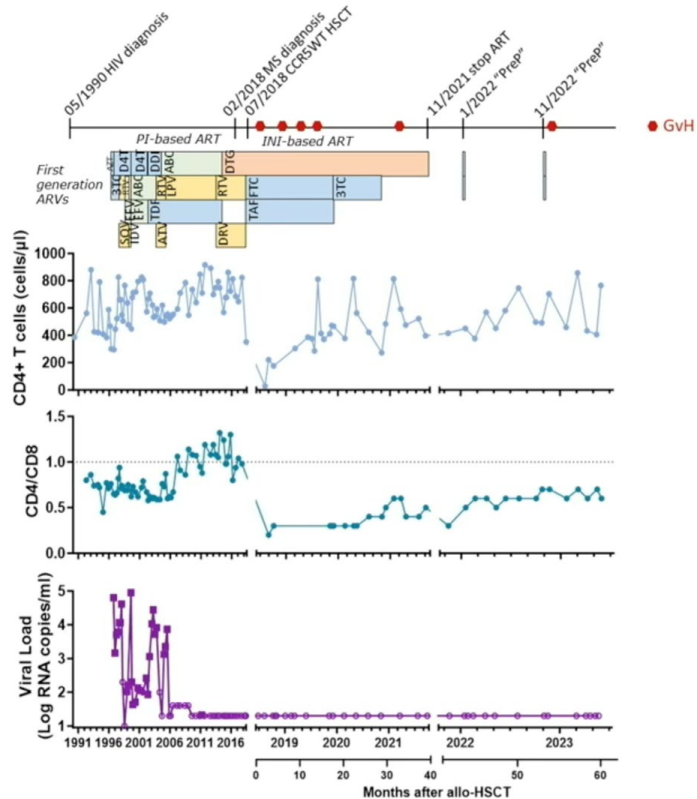 05/1990 HIV diagnosis
02/2018 MS diagnosis
07/2018 CCR5WT HSCT
11/2021 stop ART
1/2022 "PreP"
11/2022 "PreP"
GvH
PI-based ART
INI-based ART
First
generation
ARVs
D4T
D4T
DDI
ABC
DTG
3TC
ABC
RTV
LPV
RTV
FTC
3TC
EFV
EFV
TDF
TAF
SQV
IDV
ATV
DRV
CD4+ T cells (cells/µl)
1000
800
600
400
200
0
CD4/CD8
1.5
1.0
0.5
0.0
Viral Load
(Log RNA copies/ml)
5
4
3
2
1
1991 1996 2001 2006 2011 2016 2019 2020 2021 2022 2023
0 10 20 30 40 50 60
Months after allo-HSCT